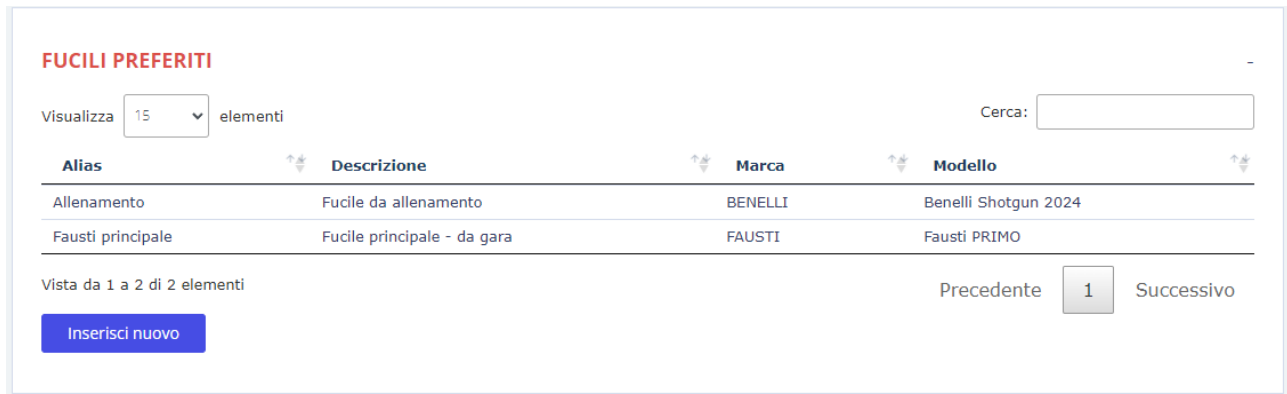 FUCILI PREFERITI -
Visualizza 15 elementi Cerca:
Alias Descrizione Marca Modello
Allenamento Fucile da allenamento BENELLI Benelli Shotgun 2024
Fausti principale Fucile principale - da gara FAUSTI Fausti PRIMO
Vista da 1 a 2 di 2 elementi Precedente 1 Successivo
Inserisci nuovo